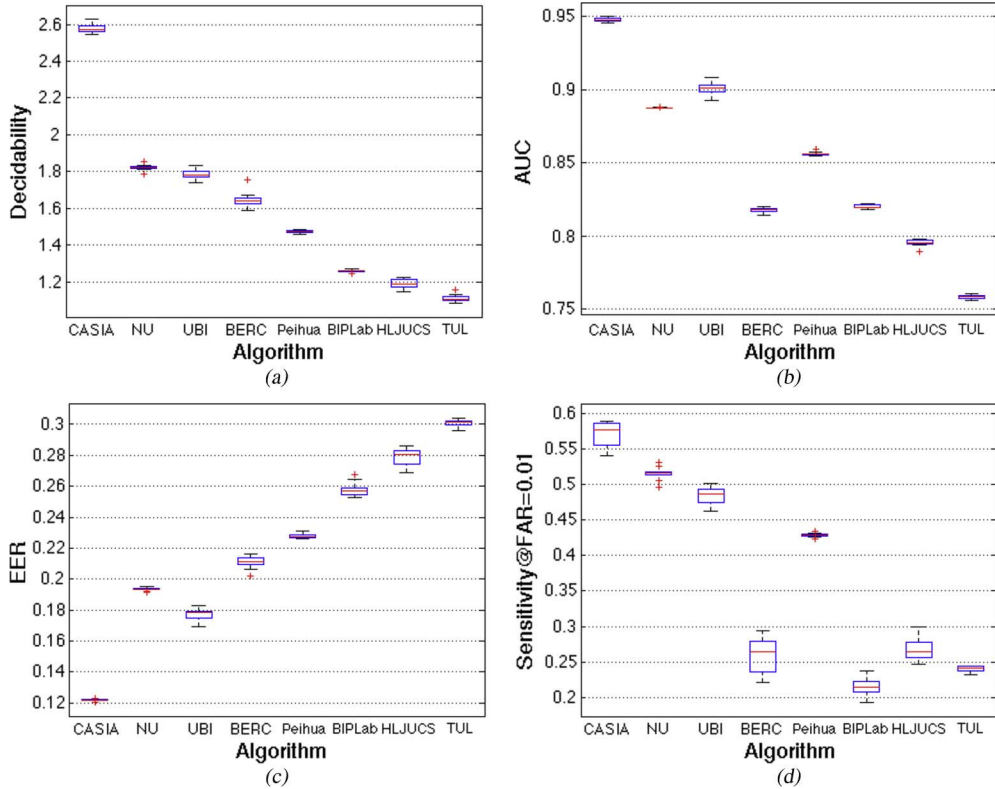 2.6
2.4
2.2
2
1.8
1.6
1.4
1.2
Decidability
CASIA NU UBI BERC Peihua BIPLab HLJUCS TUL
Algorithm
(a)
0.95
0.9
0.85
0.8
0.75
AUC
CASIA NU UBI BERC Peihua BIPLab HLJUCS TUL
Algorithm
(b)
0.3
0.28
0.26
0.24
0.22
0.2
0.18
0.16
0.14
0.12
EER
CASIA NU UBI BERC Peihua BIPLab HLJUCS TUL
Algorithm
(c)
0.6
0.55
0.5
0.45
0.4
0.35
0.3
0.25
0.2
Sensitivity@FAR=0.01
CASIA NU UBI BERC Peihua BIPLab HLJUCS TUL
Algorithm
(d)